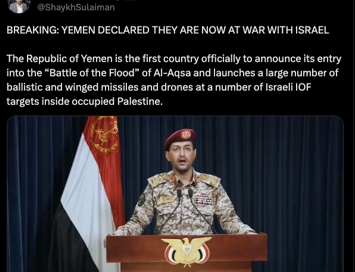 @ShaykhSulaiman
BREAKING: YEMEN DECLARED THEY ARE NOW AT WAR WITH ISRAEL
The Republic of Yemen is the first country officially to announce its entry
into the “Battle of the Flood” of Al-Aqsa and launches a large number of
ballistic and winged missiles and drones at a number of Israeli IOF
targets inside occupied Palestine.